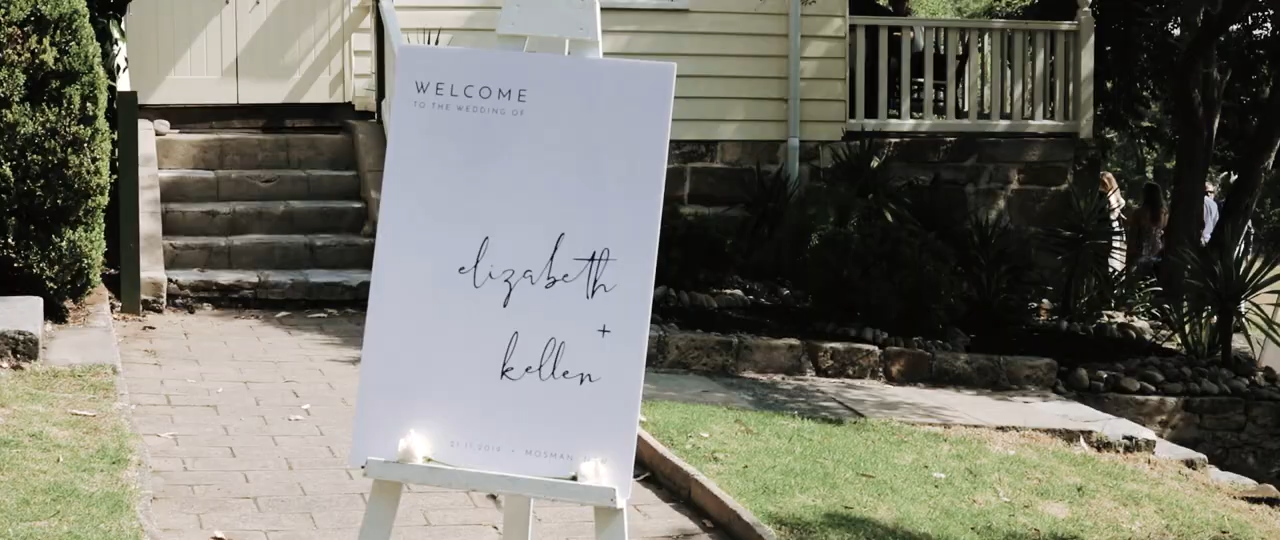 WELCOME
TO THE WEDDING OF
elizabeth
+
kellen
MOSMAN